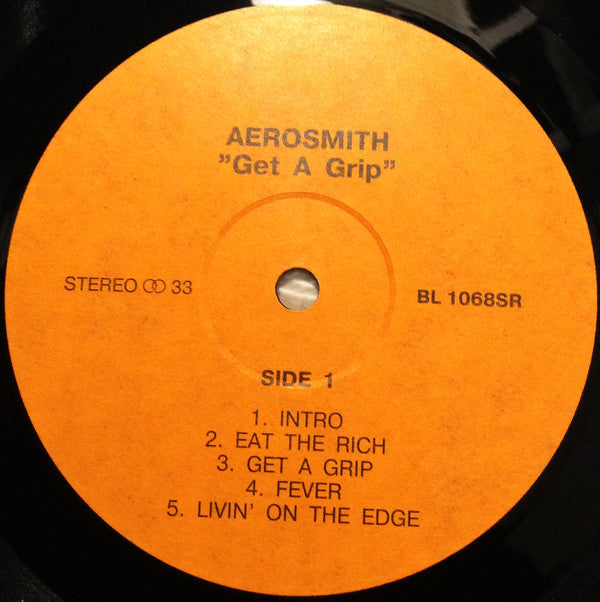 AEROSMITH
”Get A Grip”
STEREO ꝏ 33
BL 1068SR
SIDE 1
1. INTRO
2. EAT THE RICH
3. GET A GRIP
4. FEVER
5. LIVIN' ON THE EDGE